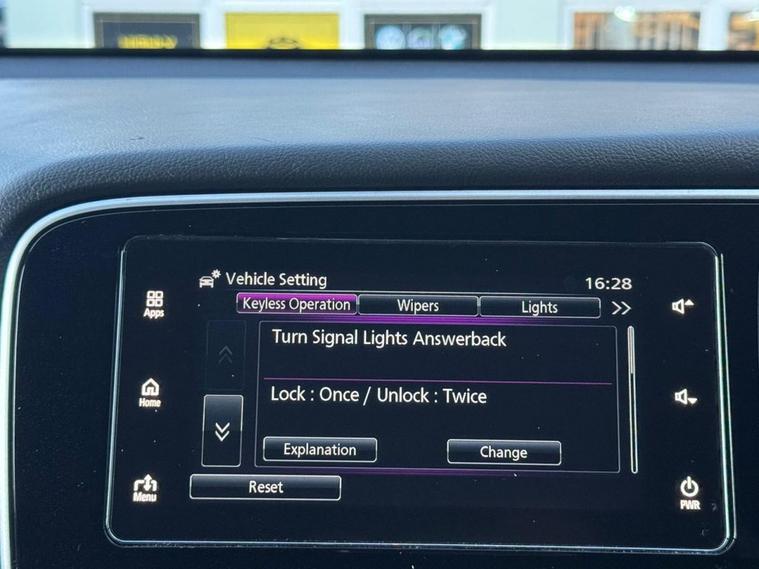 Vehicle Setting
16:28
Keyless Operation
Wipers
Lights
Apps
Turn Signal Lights Answerback
Home
Lock : Once / Unlock : Twice
Explanation
Change
Menu
Reset
PWR